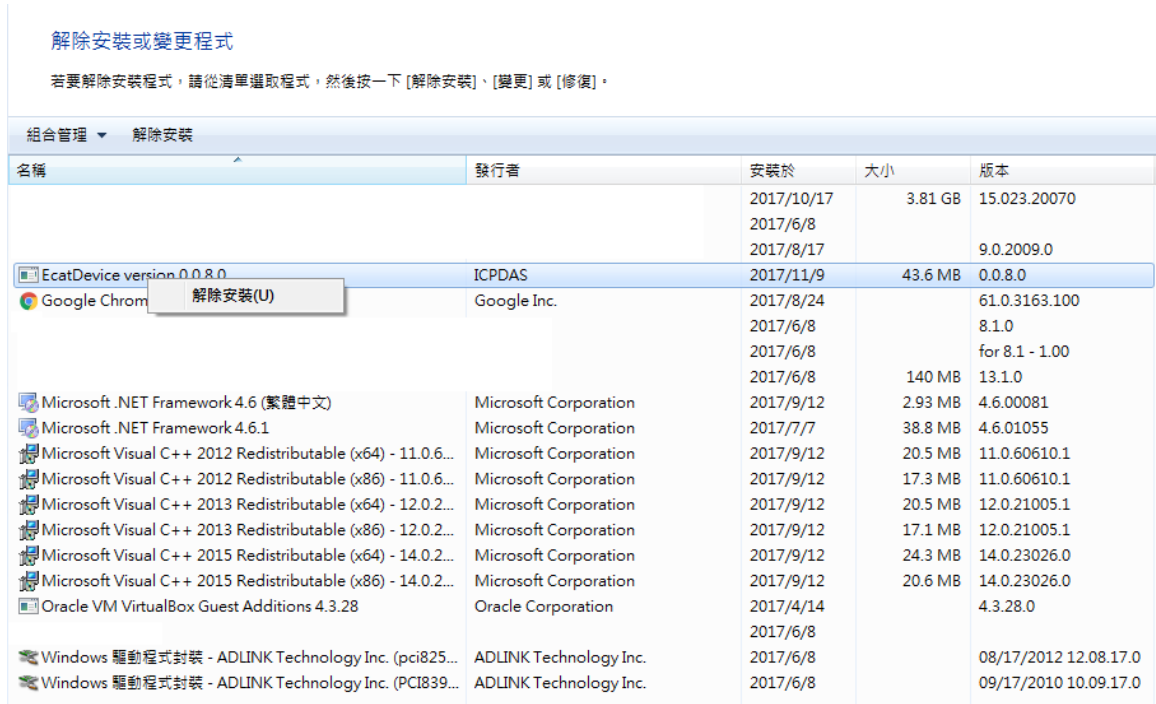 解除安裝或變更程式
若要解除安裝程式，請從清單選取程式，然後按一下 [解除安裝]、[變更] 或 [修復]。
組合管理 解除安裝
名稱 發行者 安裝於 大小 版本
2017/10/17 3.81 GB 15.023.20070
2017/6/8
2017/8/17 9.0.2009.0
EcatDevice version 0.0.8.0 ICPDAS 2017/11/9 43.6 MB 0.0.8.0
解除安裝(U)
Google Chrom Google Inc. 2017/8/24 61.0.3163.100
2017/6/8 8.1.0
2017/6/8 for 8.1 - 1.00
2017/6/8 140 MB 13.1.0
Microsoft .NET Framework 4.6 (繁體中文) Microsoft Corporation 2017/9/12 2.93 MB 4.6.00081
Microsoft .NET Framework 4.6.1 Microsoft Corporation 2017/7/7 38.8 MB 4.6.01055
Microsoft Visual C++ 2012 Redistributable (x64) - 11.0.6... Microsoft Corporation 2017/9/12 20.5 MB 11.0.60610.1
Microsoft Visual C++ 2012 Redistributable (x86) - 11.0.6... Microsoft Corporation 2017/9/12 17.3 MB 11.0.60610.1
Microsoft Visual C++ 2013 Redistributable (x64) - 12.0.2... Microsoft Corporation 2017/9/12 20.5 MB 12.0.21005.1
Microsoft Visual C++ 2013 Redistributable (x86) - 12.0.2... Microsoft Corporation 2017/9/12 17.1 MB 12.0.21005.1
Microsoft Visual C++ 2015 Redistributable (x64) - 14.0.2... Microsoft Corporation 2017/9/12 24.3 MB 14.0.23026.0
Microsoft Visual C++ 2015 Redistributable (x86) - 14.0.2... Microsoft Corporation 2017/9/12 20.6 MB 14.0.23026.0
Oracle VM VirtualBox Guest Additions 4.3.28 Oracle Corporation 2017/4/14 4.3.28.0
2017/6/8
Windows 驅動程式封裝 - ADLINK Technology Inc. (pci825... ADLINK Technology Inc. 2017/6/8 08/17/2012 12.08.17.0
Windows 驅動程式封裝 - ADLINK Technology Inc. (PCI839... ADLINK Technology Inc. 2017/6/8 09/17/2010 10.09.17.0